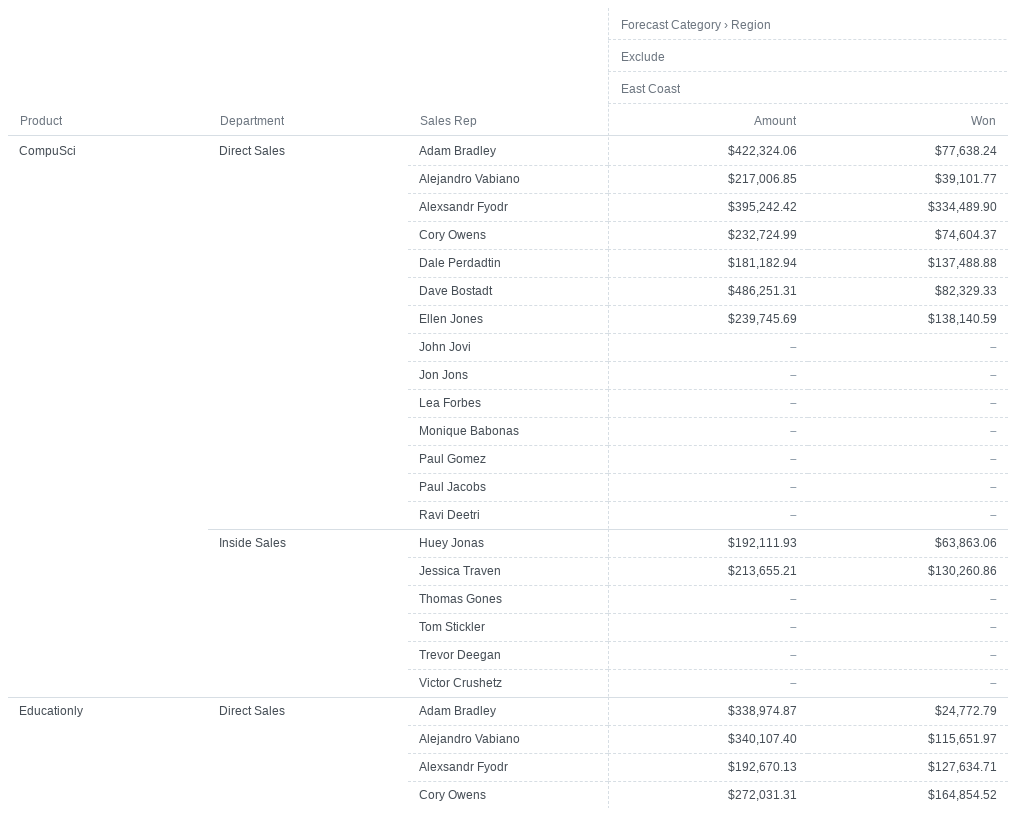 Forecast Category › Region
Exclude
East Coast
Product Department Sales Rep Amount Won
CompuSci Direct Sales Adam Bradley $422,324.06 $77,638.24
Alejandro Vabiano $217,006.85 $39,101.77
Alexsandr Fyodr $395,242.42 $334,489.90
Cory Owens $232,724.99 $74,604.37
Dale Perdadtin $181,182.94 $137,488.88
Dave Bostadt $486,251.31 $82,329.33
Ellen Jones $239,745.69 $138,140.59
John Jovi – –
Jon Jons – –
Lea Forbes – –
Monique Babonas – –
Paul Gomez – –
Paul Jacobs – –
Ravi Deetri – –
Inside Sales Huey Jonas $192,111.93 $63,863.06
Jessica Traven $213,655.21 $130,260.86
Thomas Gones – –
Tom Stickler – –
Trevor Deegan – –
Victor Crushetz – –
Educationly Direct Sales Adam Bradley $338,974.87 $24,772.79
Alejandro Vabiano $340,107.40 $115,651.97
Alexsandr Fyodr $192,670.13 $127,634.71
Cory Owens $272,031.31 $164,854.52